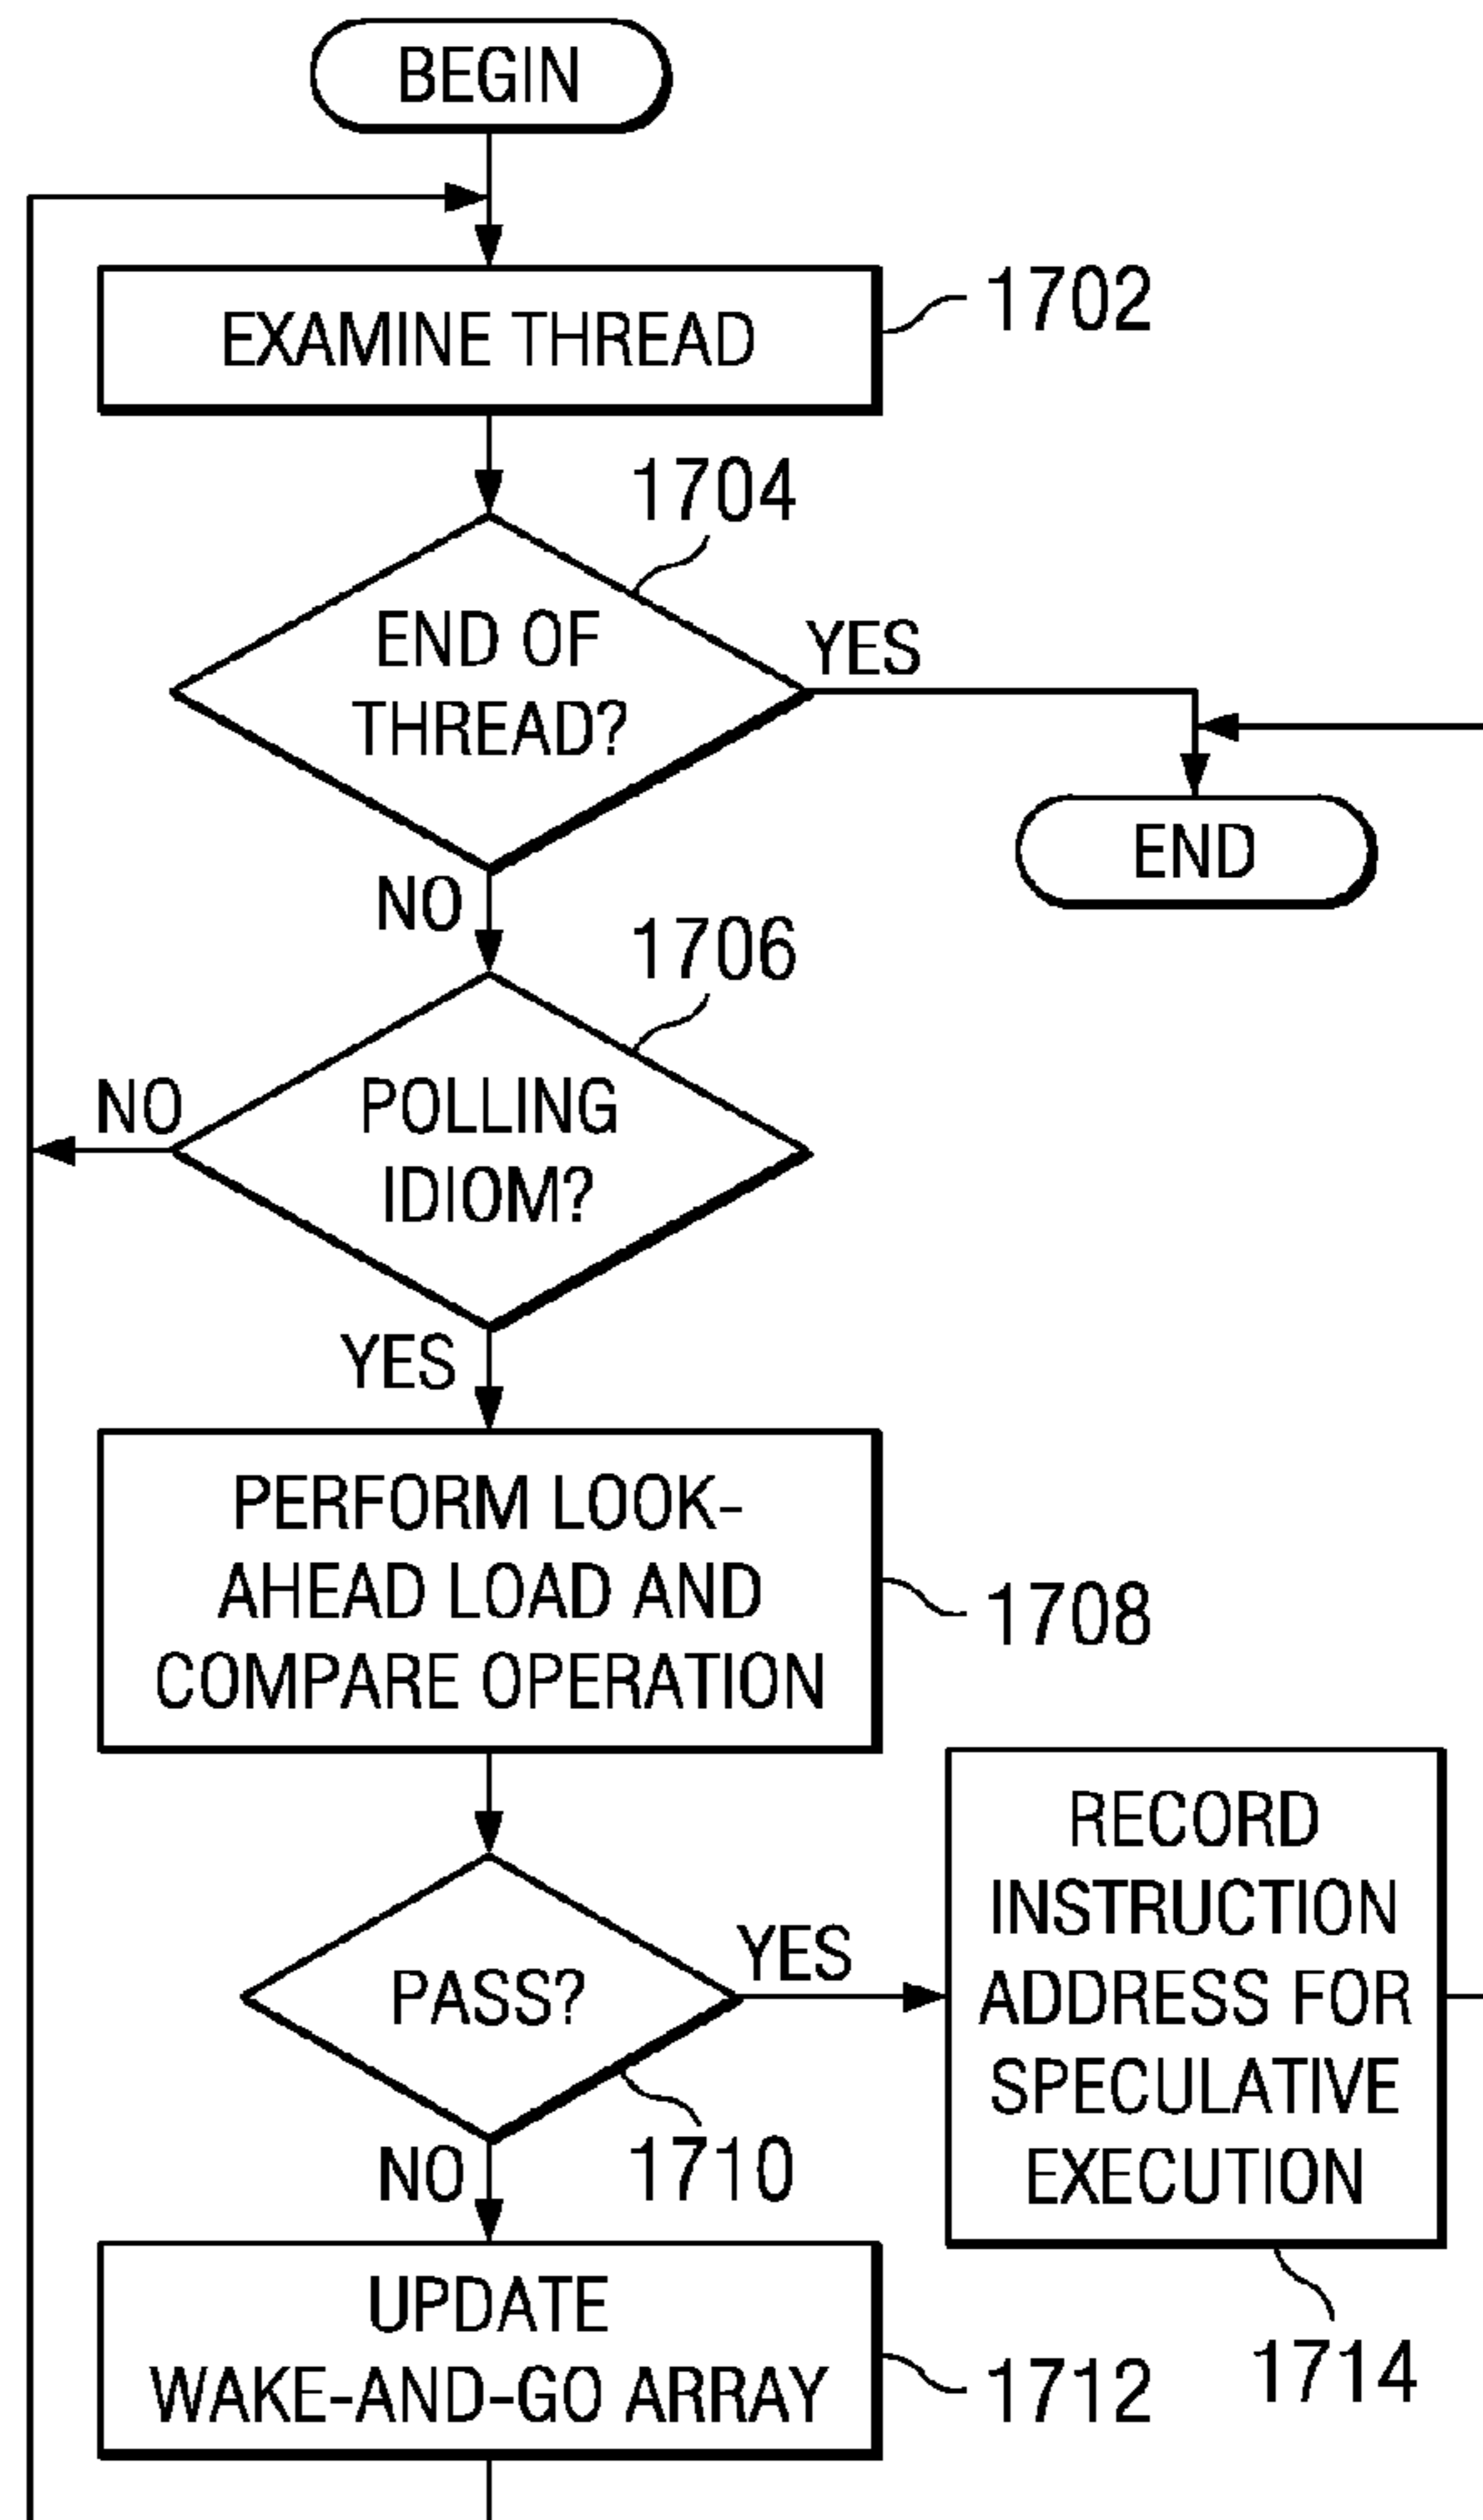 BEGIN
EXAMINE THREAD
1702
1704
END OF
THREAD?
YES
END
NO
1706
POLLING
IDIOM?
NO
YES
PERFORM LOOK-
AHEAD LOAD AND
COMPARE OPERATION
1708
PASS?
YES
1710
NO
RECORD
INSTRUCTION
ADDRESS FOR
SPECULATIVE
EXECUTION
1714
UPDATE
WAKE-AND-GO ARRAY
1712